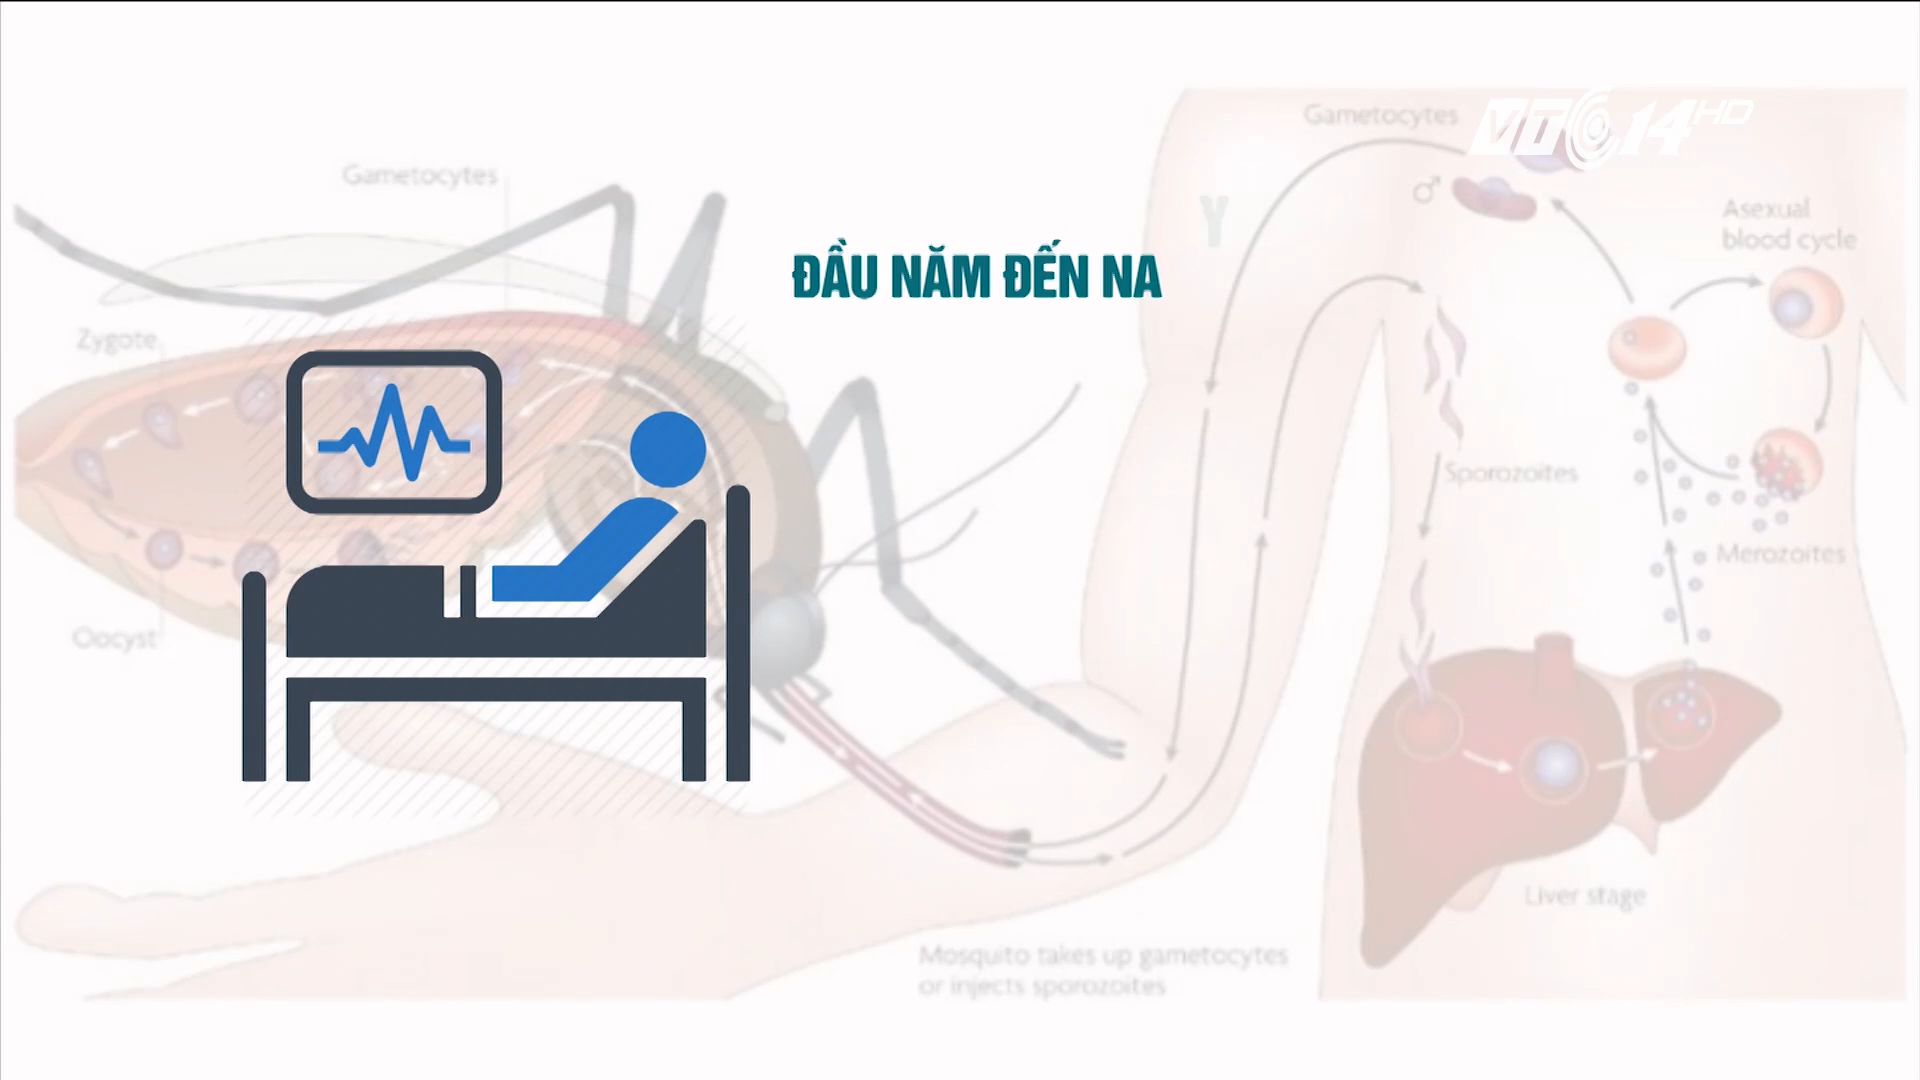 VTC14 HD
Gametocytes
Gametocytes
Asexual
blood cycle
Y
ĐẦU NĂM ĐẾN NA
Zygote
Sporozoites
Merozoites
Oocyst
Liver stage
Mosquito takes up gametocytes
or injects sporozoites